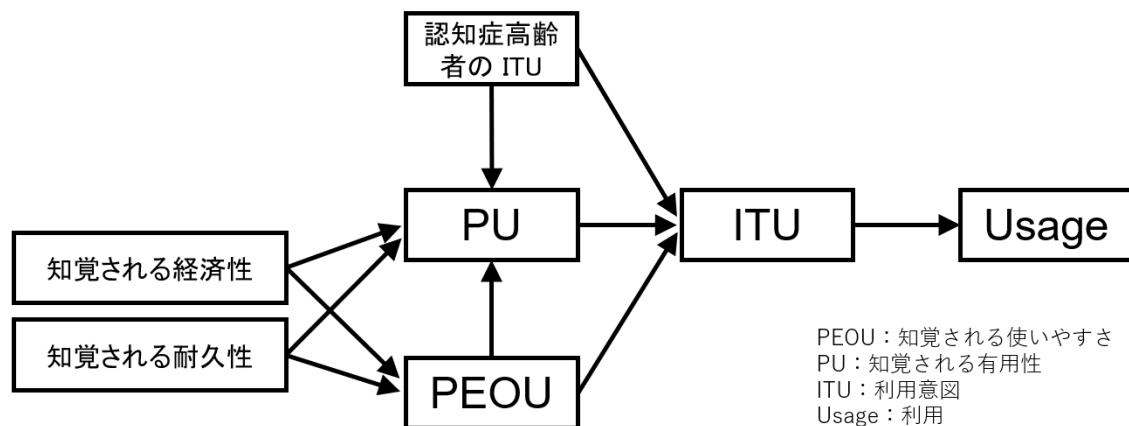 認知症高齢
者の ITU
PU
ITU
Usage
知覚される経済性
知覚される耐久性
PEOU
PEOU：知覚される使いやすさ
PU：知覚される有用性
ITU：利用意図
Usage：利用